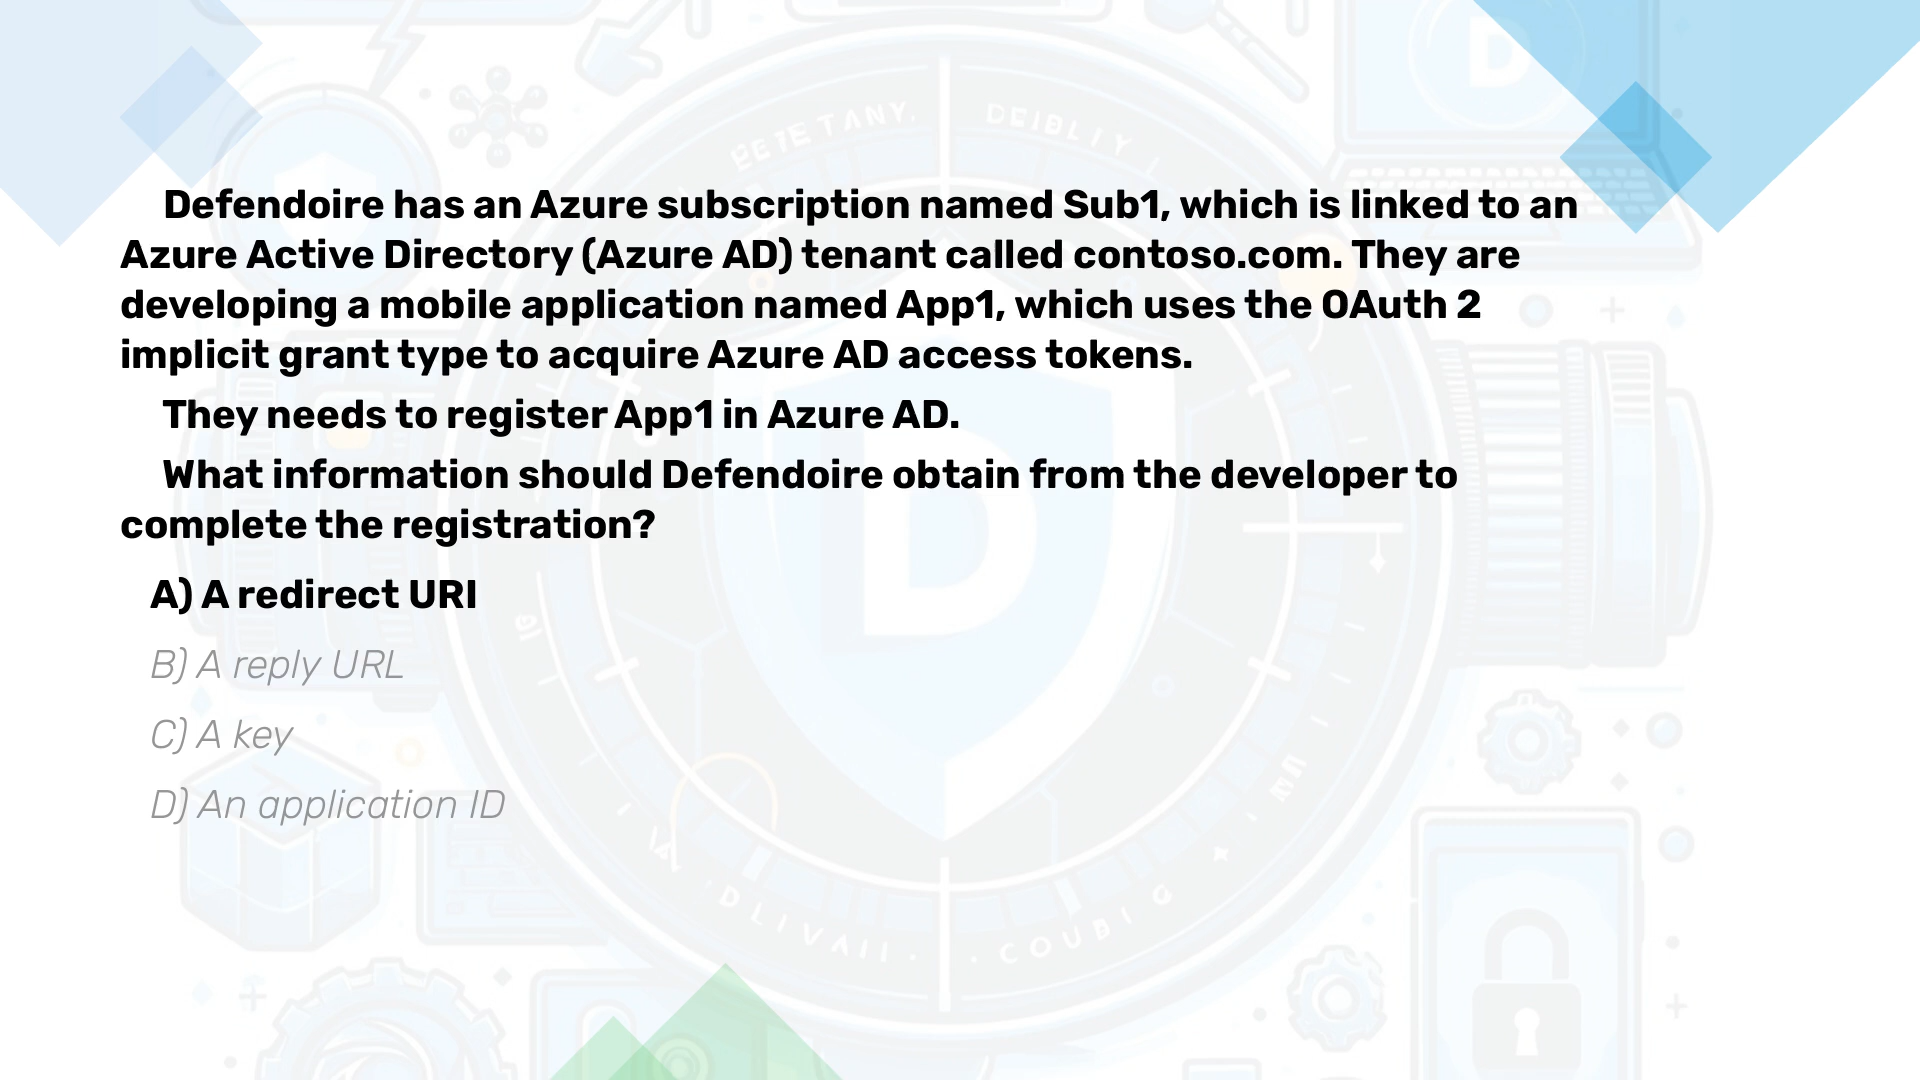 Defendoire has an Azure subscription named Sub1, which is linked to an
Azure Active Directory (Azure AD) tenant called contoso.com. They are
developing a mobile application named App1, which uses the OAuth 2
implicit grant type to acquire Azure AD access tokens.
They needs to register App1 in Azure AD.
What information should Defendoire obtain from the developer to
complete the registration?
A) A redirect URI
B) A reply URL
C) A key
D) An application ID
D
D